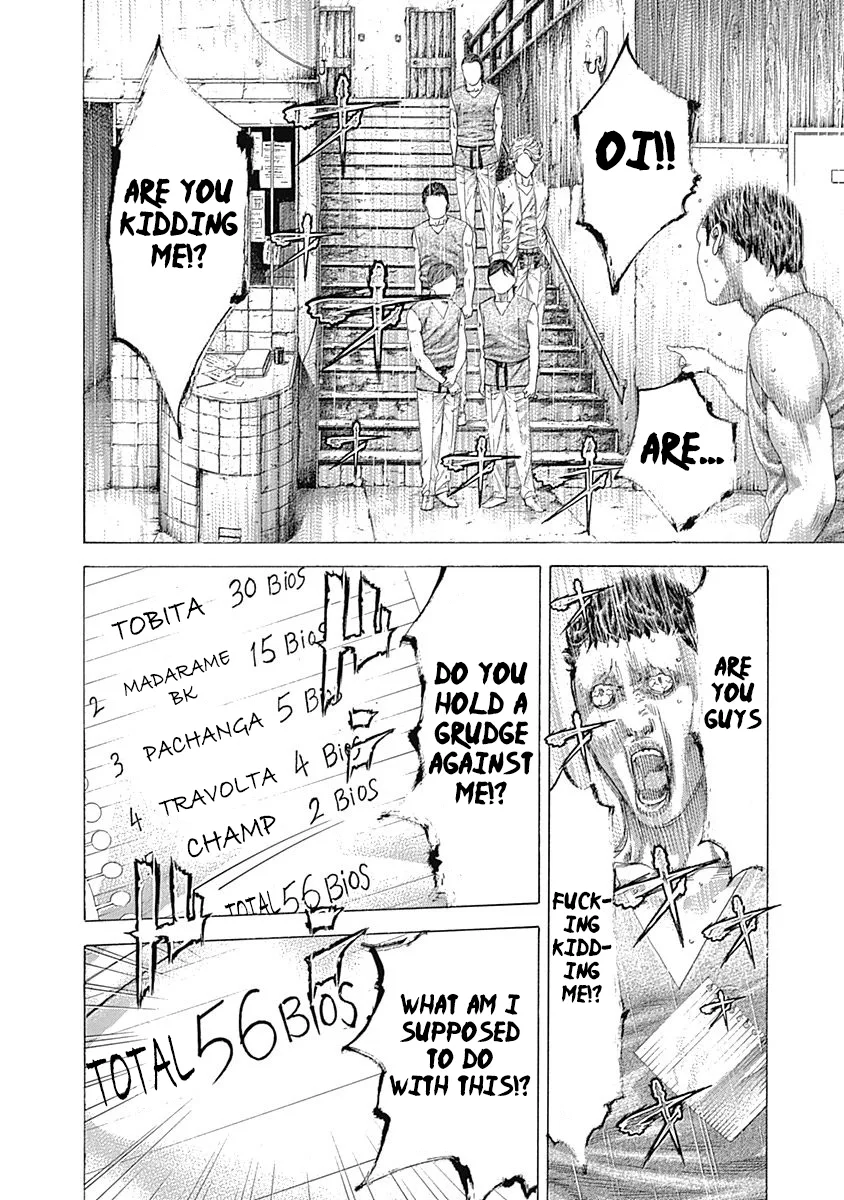 OI!!
ARE...
ARE YOU
KIDDING
ME!?
ARE
YOU
GUYS
FUCK-
ING
KIDD-
ING
ME!?
DO YOU
HOLD A
GRUDGE
AGAINST
ME!?
TOBITA 30 Bios
2 MADARAME BK 15 Bios
3 PACHANGA 5 Bios
4 TRAVOLTA 4 Bios
CHAMP 2 Bios
TOTAL 56 Bios
WHAT AM I
SUPPOSED
TO DO
WITH THIS!?
TOTAL 56 Bios